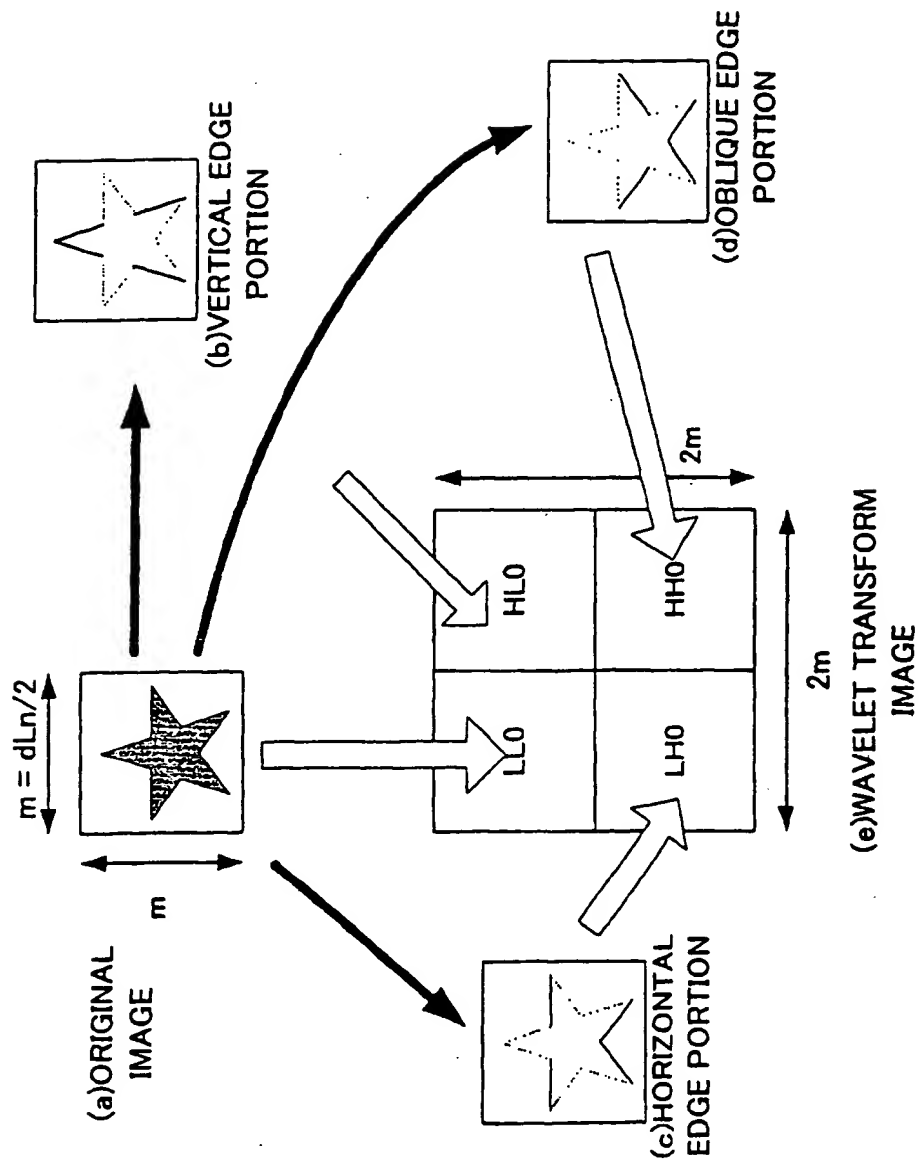 (a)ORIGINAL
IMAGE
m
m = dLn/2
(b)VERTICAL EDGE
PORTION
(c)HORIZONTAL
EDGE PORTION
LL0
HL0
LH0
HH0
2m
2m
(e)WAVELET TRANSFORM
IMAGE
(d)OBLIQUE EDGE
PORTION